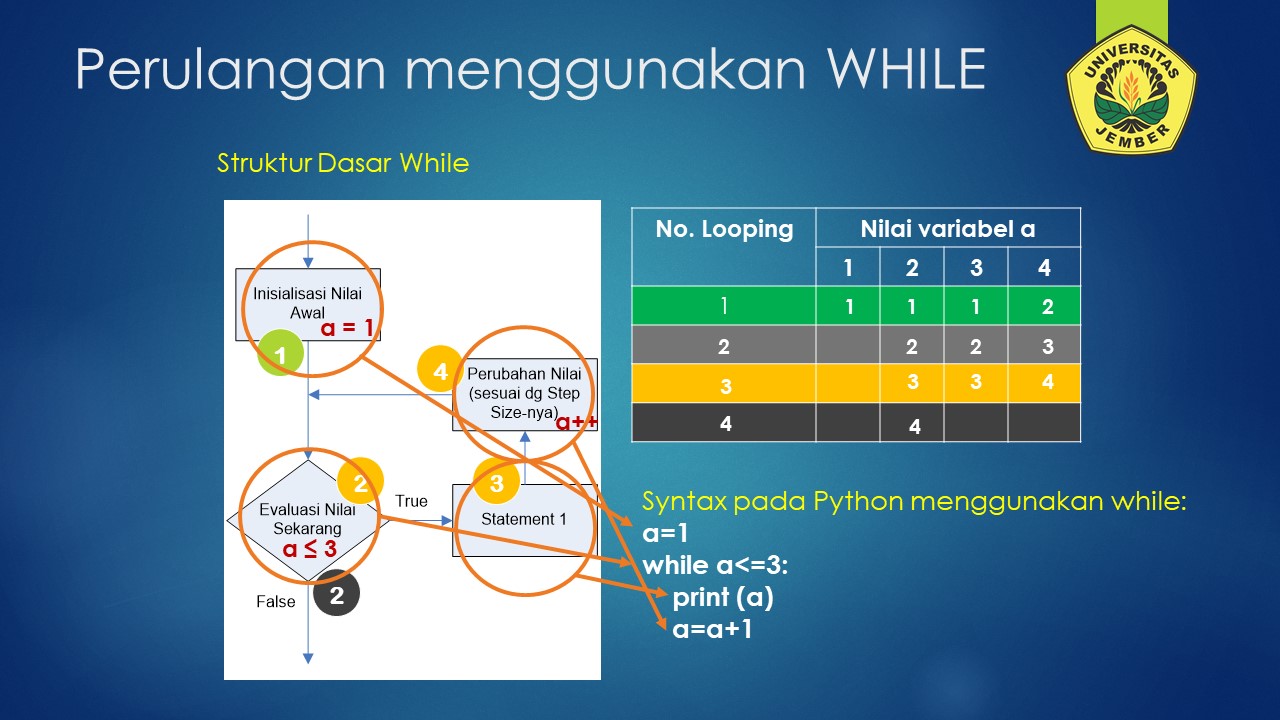 Perulangan menggunakan WHILE
UNIVERSITAS
JEMBER
Struktur Dasar While
Inisialisasi Nilai
Awal
a = 1
1
4
Perubahan Nilai
(sesuai dg Step
Size-nya)
a++
2
Evaluasi Nilai
Sekarang
a ≤ 3
True
3
Statement 1
False
2
No. Looping Nilai variabel a
1 2 3 4
1 1 1 1 2
2 2 2 3
3 3 3 4
4 4
Syntax pada Python menggunakan while:
a=1
while a<=3:
print (a)
a=a+1